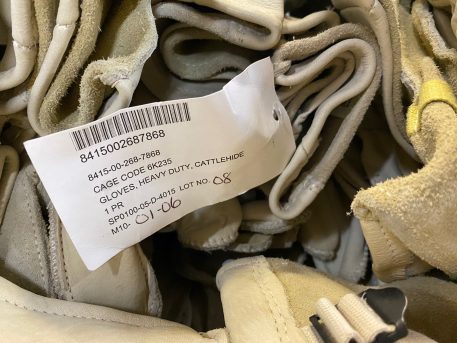 8415002687868
8415-00-268-7868
CAGE CODE 6K235
GLOVES, HEAVY DUTY, CATTLEHIDE
1 PR
SP0100-05-D-4015 LOT NO. 08
M10- 01-06